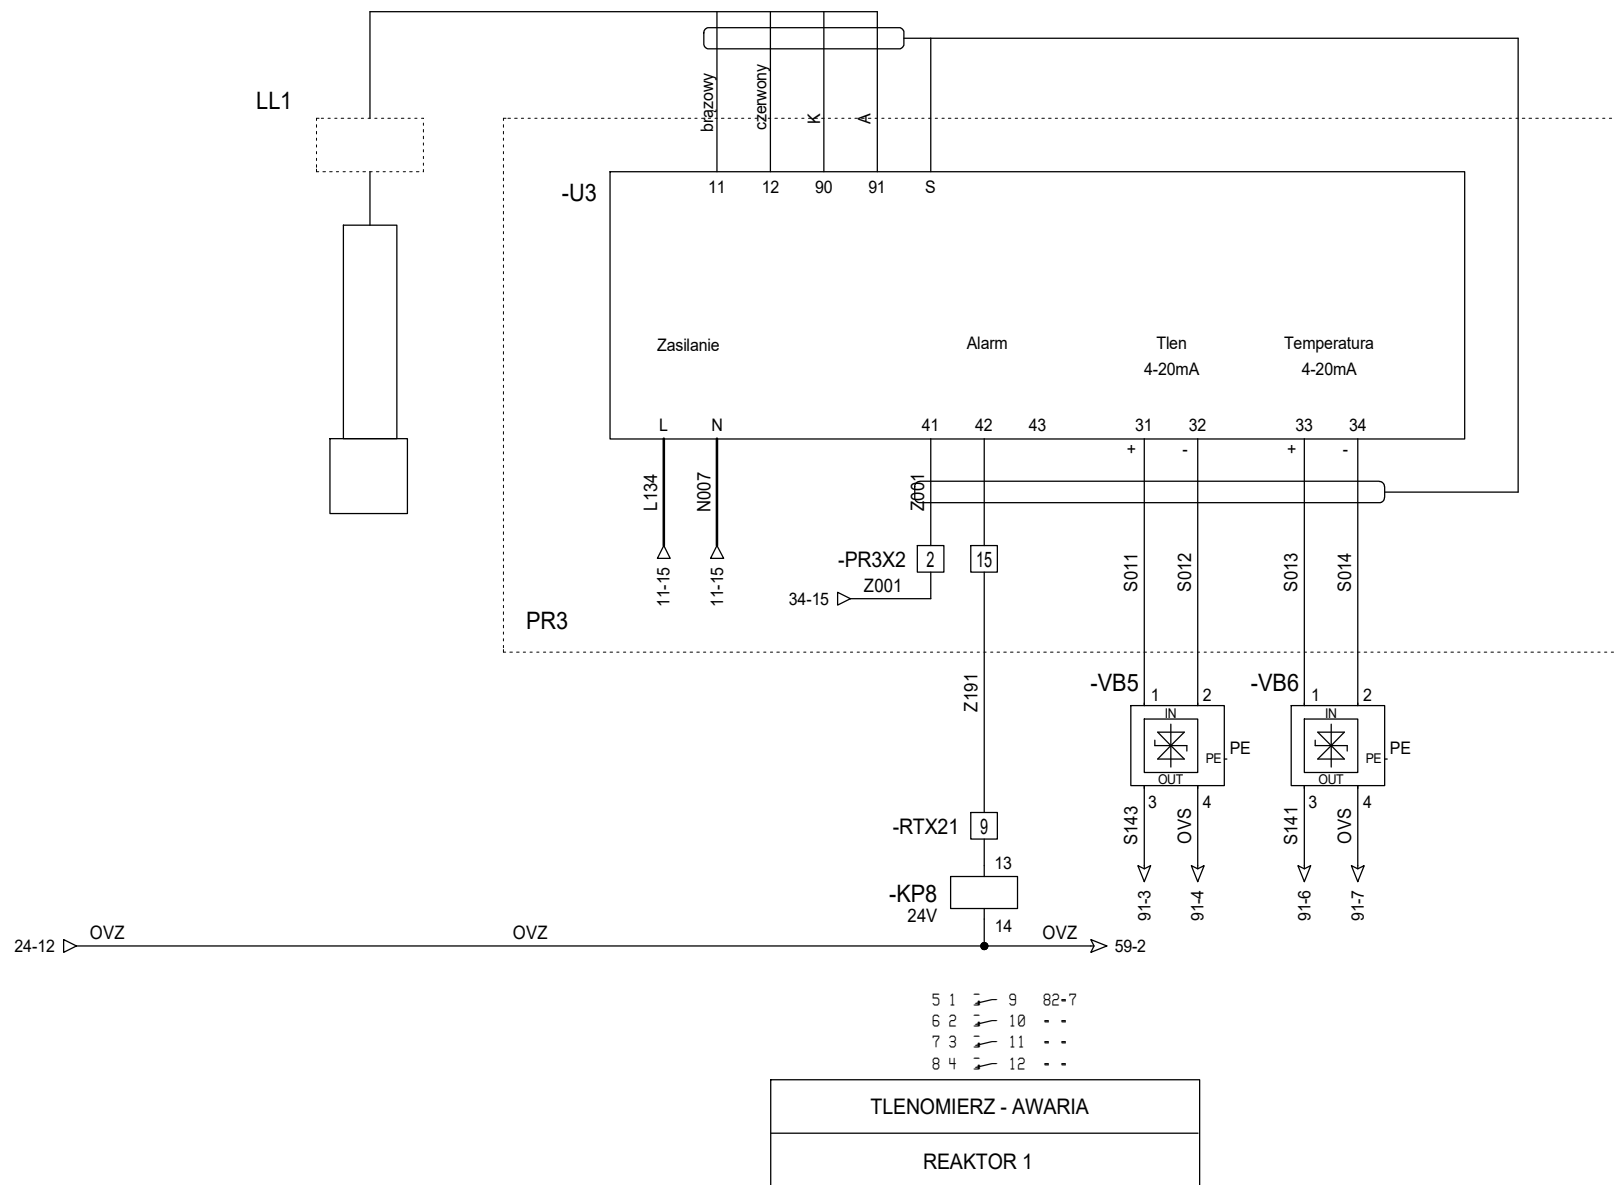 LL1
brązowy
czerwony
K
A
-U3
11 12 90 91 S
Zasilanie
Alarm
Tlen
4-20mA
Temperatura
4-20mA
L N 41 42 43 31 32 33 34
+ - + -
L134
N007
Z001
-PR3X2 2 15
Z001
34-15
11-15
11-15
S011
S012
S013
S014
PR3
Z191
-VB5 1 2
IN
PE PE
OUT
3 4
-VB6 1 2
IN
PE PE
OUT
3 4
S143
OVS
S141
OVS
91-3
91-4
91-6
91-7
-RTX21 9
13
-KP8
24V
14
24-12 OVZ OVZ OVZ 59-2
5 1 9 82-7
6 2 10 - -
7 3 11 - -
8 4 12 - -
TLENOMIERZ - AWARIA
REAKTOR 1